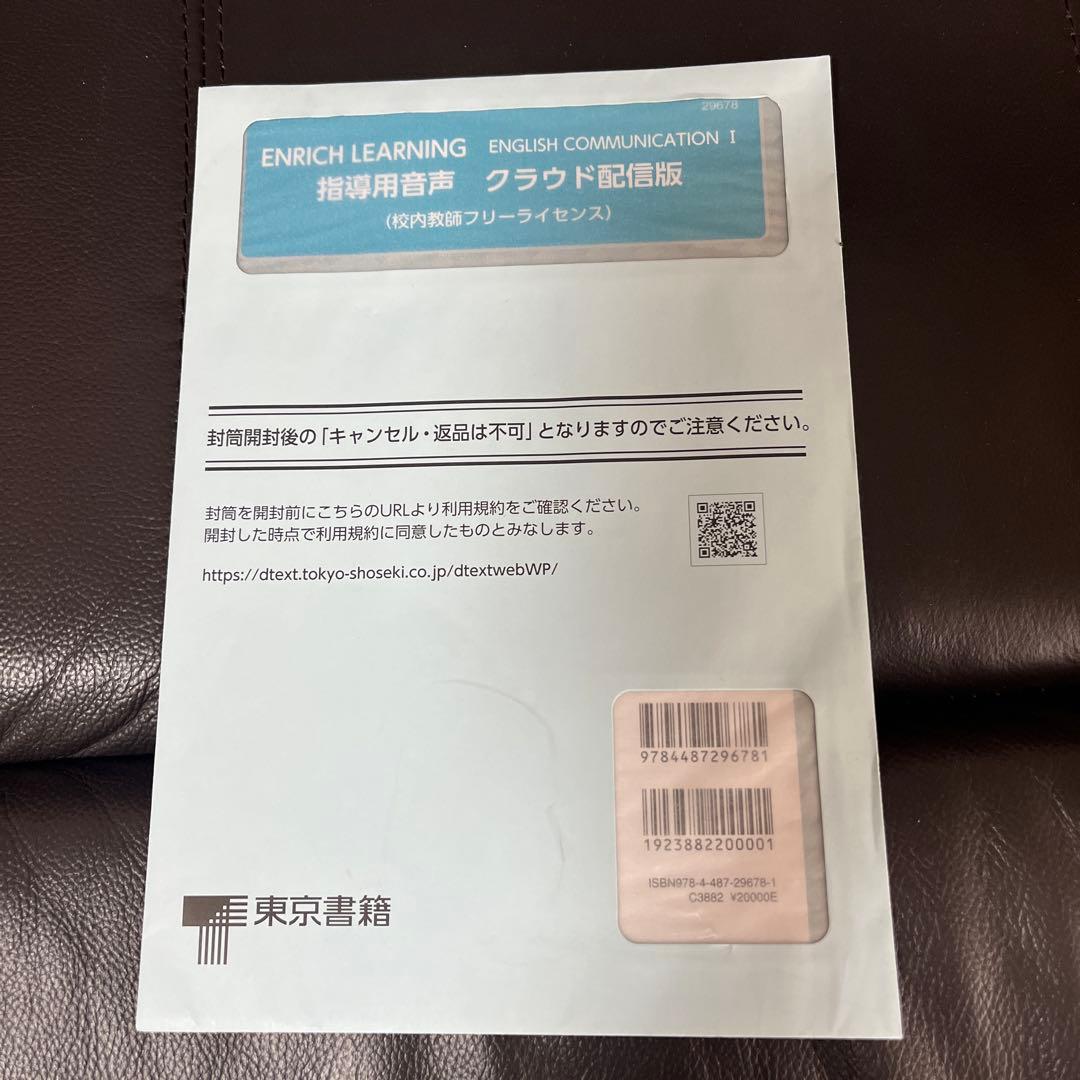 29678
ENRICH LEARNING ENGLISH COMMUNICATION I
指導用音声 クラウド配信版
(校内教師フリーライセンス)
封筒開封後の「キャンセル・返品は不可」となりますのでご注意ください。
封筒を開封前にこちらのURLより利用規約をご確認ください。
開封した時点で利用規約に同意したものとみなします。
https://dtext.tokyo-shoseki.co.jp/dtextwebWP/
9784487296781
1923882200001
ISBN978-4-487-29678-1
C3882 ¥20000E
東京書籍